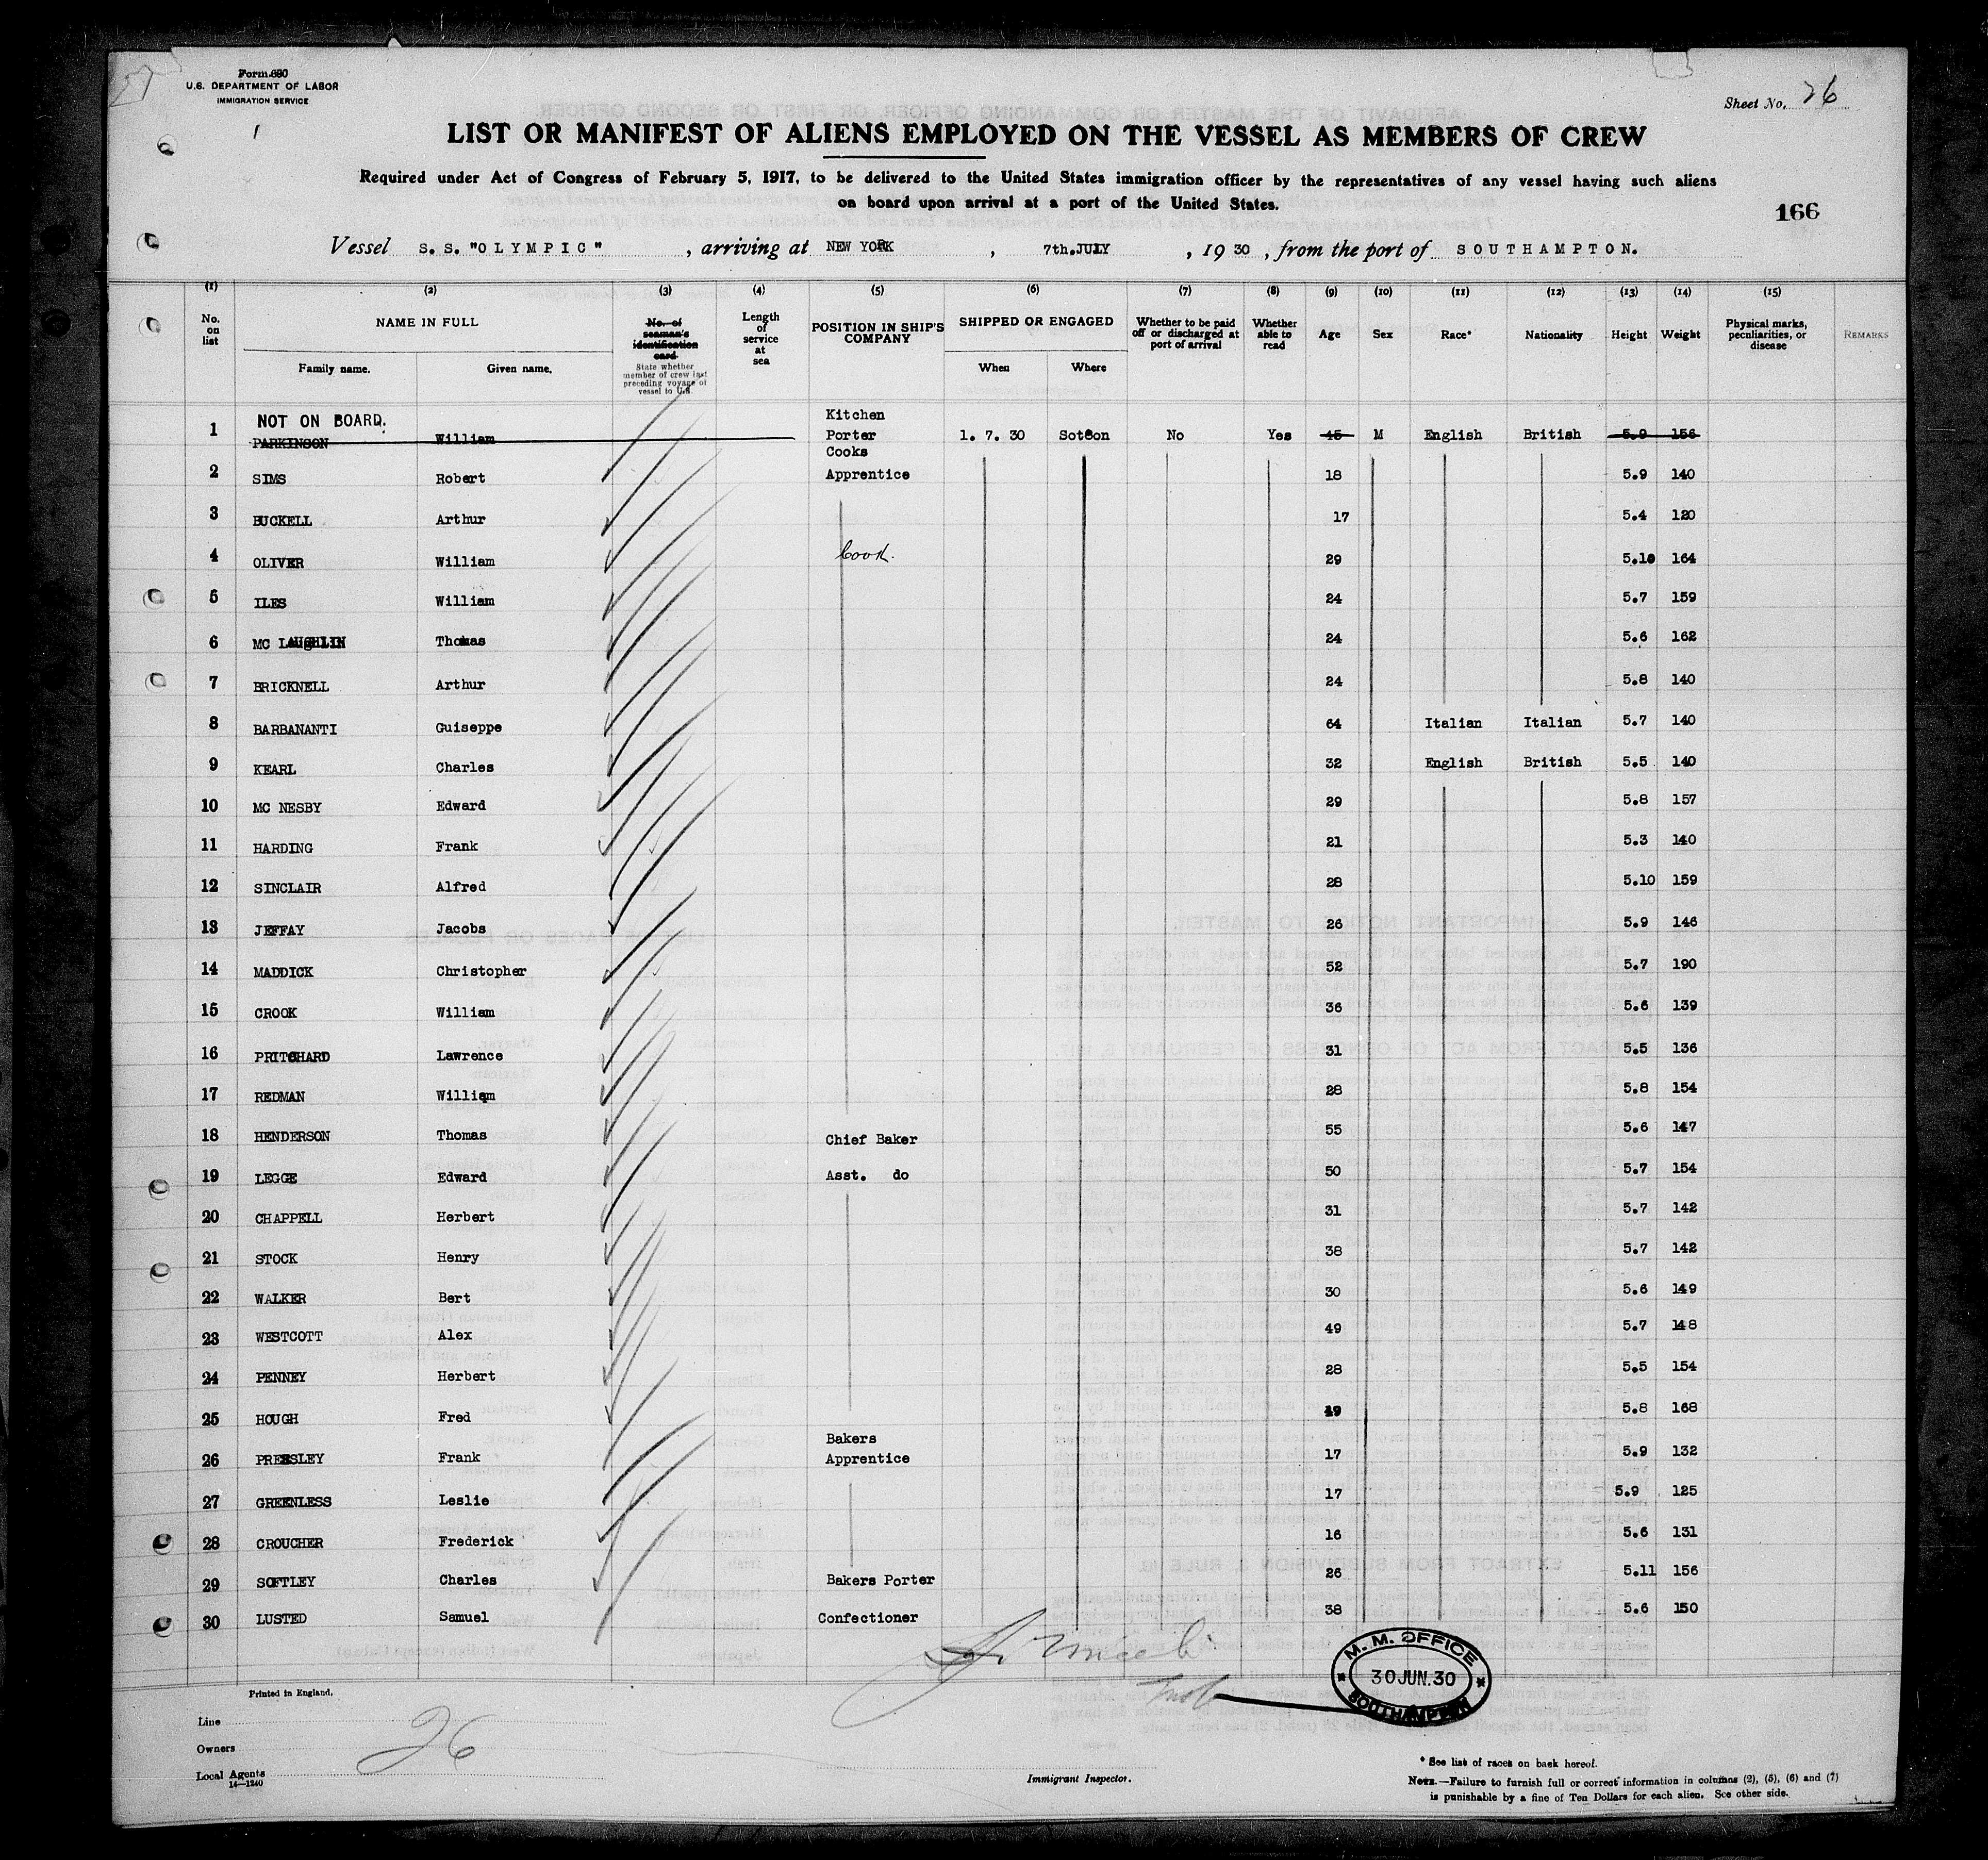 Form 680
U.S. DEPARTMENT OF LABOR
IMMIGRATION SERVICE
Sheet No. 26
LIST OR MANIFEST OF ALIENS EMPLOYED ON THE VESSEL AS MEMBERS OF CREW
Required under Act of Congress of February 5, 1917, to be delivered to the United States immigration officer by the representatives of any vessel having such aliens
on board upon arrival at a port of the United States.
166
Vessel S. S. "OLYMPIC", arriving at NEW YORK, 7th. JULY, 19 30, from the port of SOUTHAMPTON.
(1) (2) (3) (4) (5) (6) (7) (8) (9) (10) (11) (12) (13) (14) (15)
No. on list NAME IN FULL Family name. Given name. No. of seaman's identification card State whether member of crew last preceding voyage of vessel to U.S. Length of service at sea POSITION IN SHIP'S COMPANY SHIPPED OR ENGAGED When Where Whether to be paid off or discharged at port of arrival Whether able to read Age Sex Race* Nationality Height Weight Physical marks, peculiarities, or disease REMARKS
NOT ON BOARD.
1 PARKINSON William Kitchen Porter 1. 7. 30 Soton No Yes 45 M English British 5.9 156
2 SIMS Robert Cooks Apprentice 18 5.9 140
3 BUCKELL Arthur 17 5.4 120
4 OLIVER William Cook. 29 5.10 164
5 ILES William 24 5.7 159
6 MC LAUGHLIN Thomas 24 5.6 162
7 BRICKNELL Arthur 24 5.8 140
8 BARBANANTI Guiseppe 64 Italian Italian 5.7 140
9 KEARL Charles 32 English British 5.5 140
10 MC NESBY Edward 29 5.8 157
11 HARDING Frank 21 5.3 140
12 SINCLAIR Alfred 28 5.10 159
13 JEFFAY Jacobs 26 5.9 146
14 MADDICK Christopher 52 5.7 190
15 CROOK William 36 5.6 139
16 PRITCHARD Lawrence 31 5.5 136
17 REDMAN William 28 5.8 154
18 HENDERSON Thomas Chief Baker 55 5.6 147
19 LEGGE Edward Asst. do 50 5.7 154
20 CHAPPELL Herbert 31 5.7 142
21 STOCK Henry 38 5.7 142
22 WALKER Bert 30 5.6 149
23 WESTCOTT Alex 49 5.7 148
24 PENNEY Herbert 28 5.5 154
25 HOUGH Fred 19 5.8 168
26 PRESSLEY Frank Bakers Apprentice 17 5.9 132
27 GREENLESS Leslie 17 5.9 125
28 CROUCHER Frederick 16 5.6 131
29 SOFTLEY Charles Bakers Porter 26 5.11 156
30 LUSTED Samuel Confectioner 38 5.6 150
M. M. OFFICE
30 JUN. 30
SOUTHAMPTON
Printed in England.
Line
Owners
Local Agents
14—1240
26
Immigrant Inspector.
* See list of races on back hereof.
NOTE.—Failure to furnish full or correct information in columns (2), (5), (6) and (7)
is punishable by a fine of Ten Dollars for each alien. See other side.